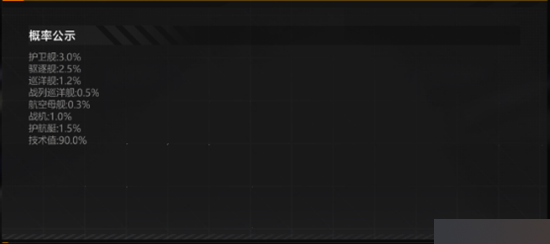 概率公示
护卫舰:3.0%
驱逐舰:2.5%
巡洋舰:1.2%
战列巡洋舰:0.5%
航空母舰:0.3%
战机:1.0%
护航艇:1.5%
技术值:90.0%